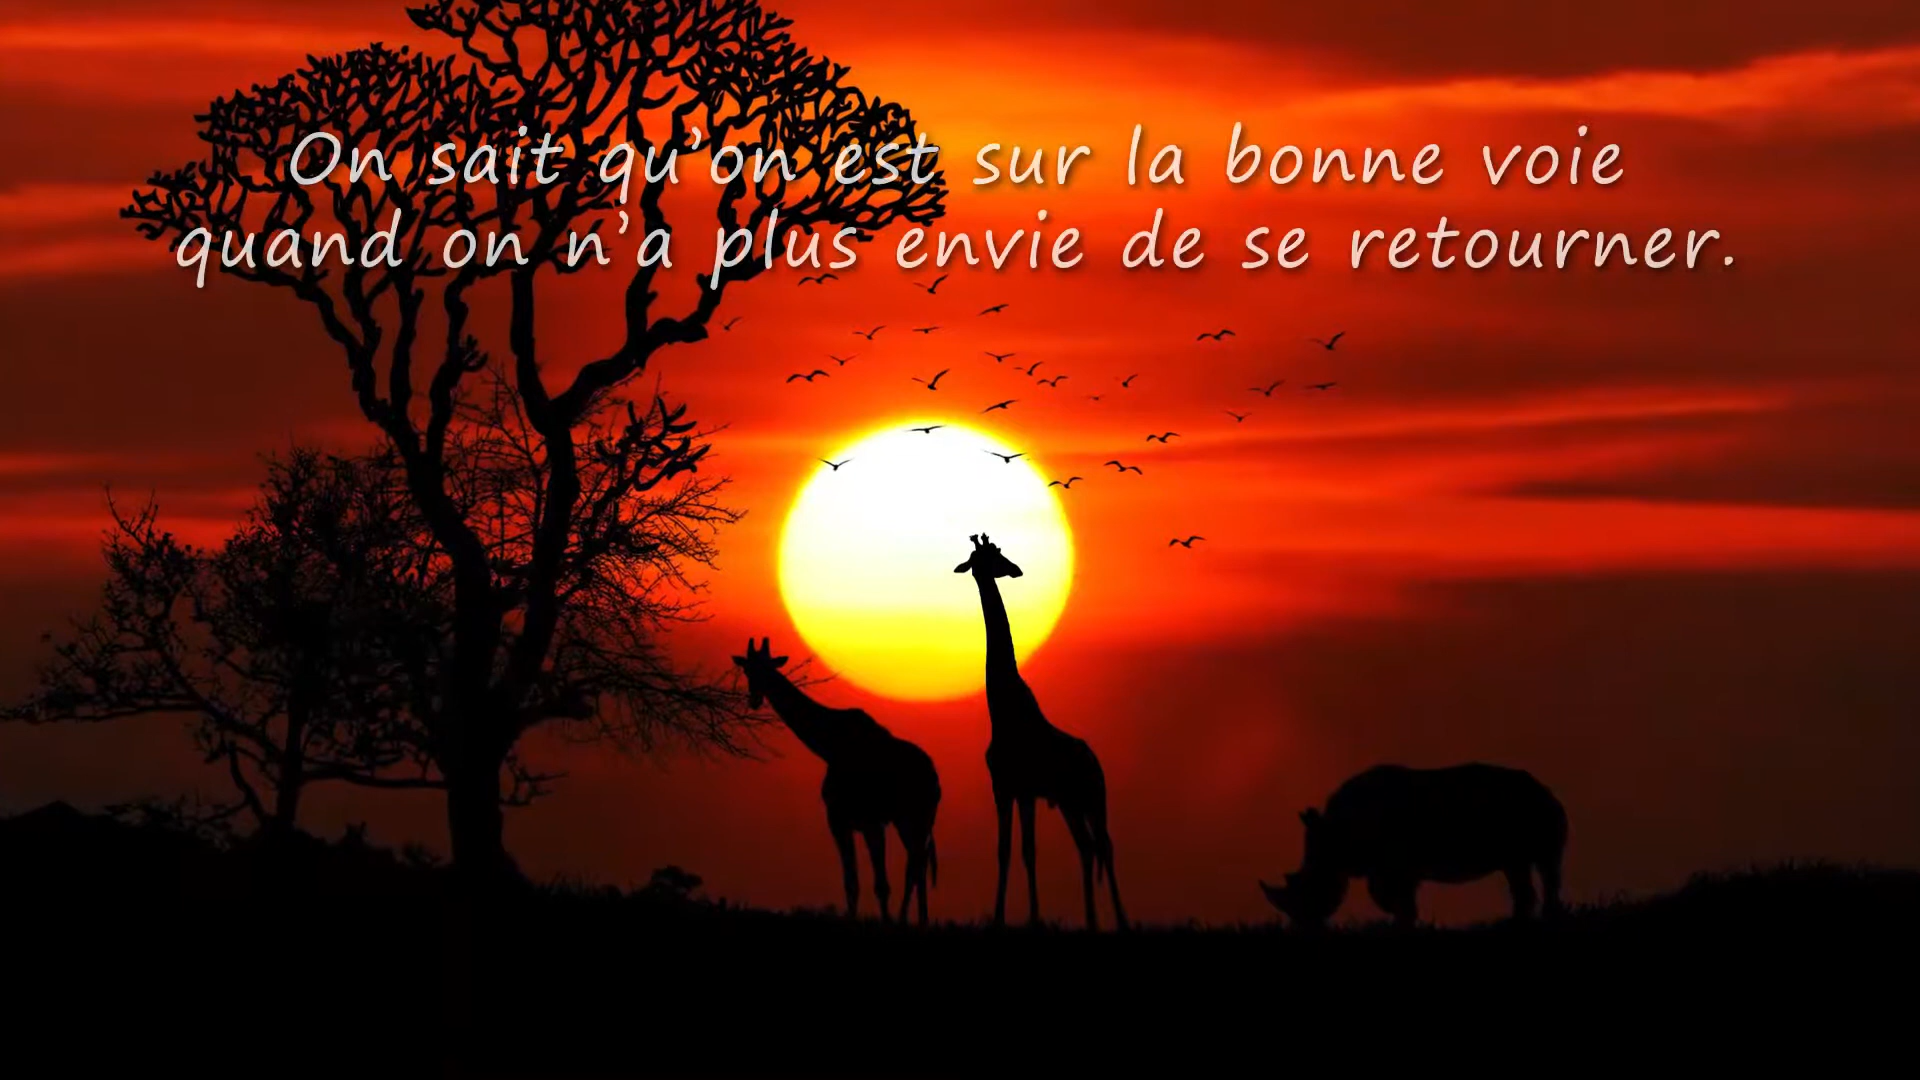 On sait qu’on est sur la bonne voie
quand on n’a plus envie de se retourner.